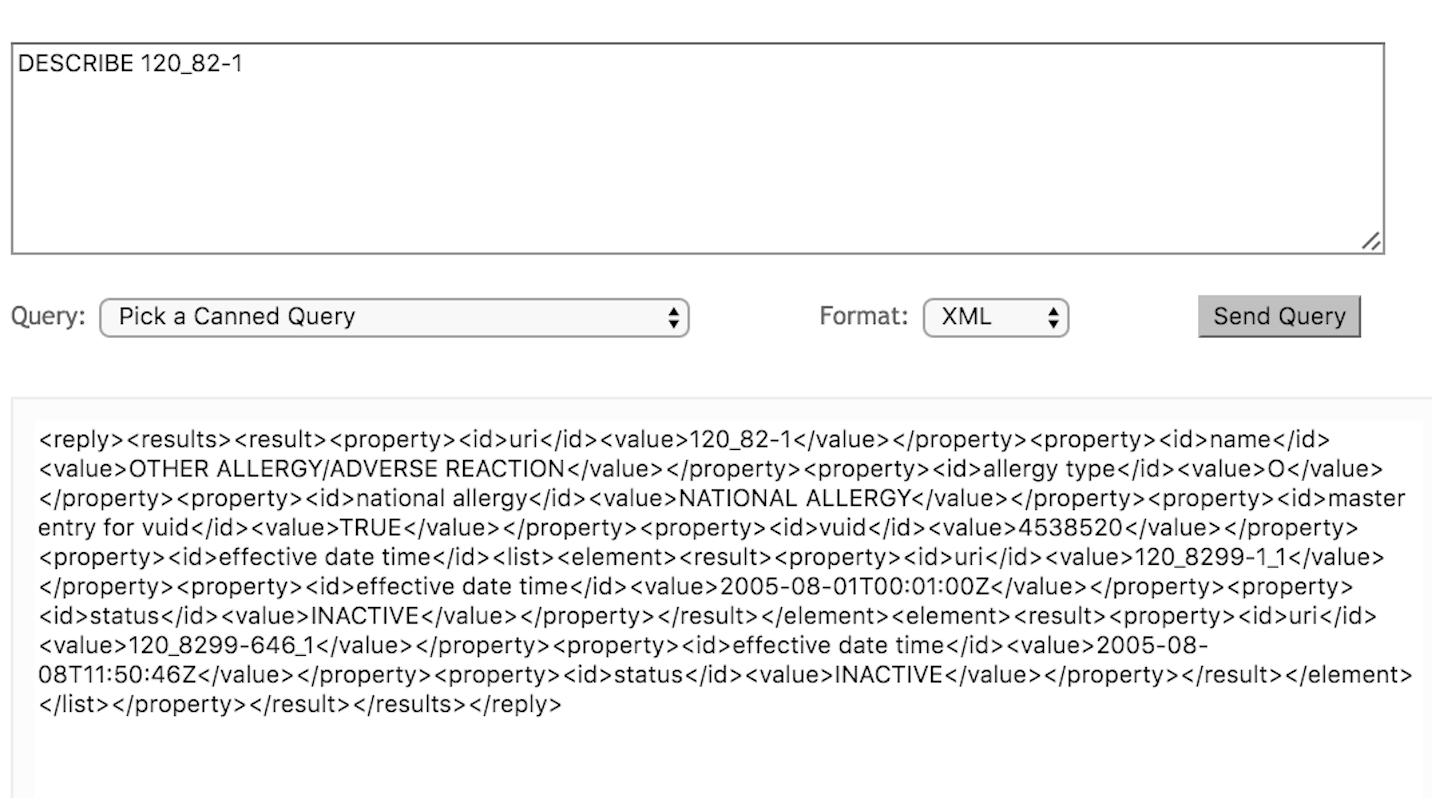 DESCRIBE 120_82-1
Query: Pick a Canned Query Format: XML Send Query
<reply><results><result><property><id>uri</id><value>120_82-1</value></property><property><id>name</id>
<value>OTHER ALLERGY/ADVERSE REACTION</value></property><property><id>allergy type</id><value>O</value>
</property><property><id>national allergy</id><value>NATIONAL ALLERGY</value></property><property><id>master
entry for vuid</id><value>TRUE</value></property><property><id>vuid</id><value>4538520</value></property>
<property><id>effective date time</id><list><element><result><property><id>uri</id><value>120_8299-1_1</value>
</property><property><id>effective date time</id><value>2005-08-01T00:01:00Z</value></property><property>
<id>status</id><value>INACTIVE</value></property></result></element><element><result><property><id>uri</id>
<value>120_8299-646_1</value></property><property><id>effective date time</id><value>2005-08-
08T11:50:46Z</value></property><property><id>status</id><value>INACTIVE</value></property></result></element>
</list></property></result></results></reply>